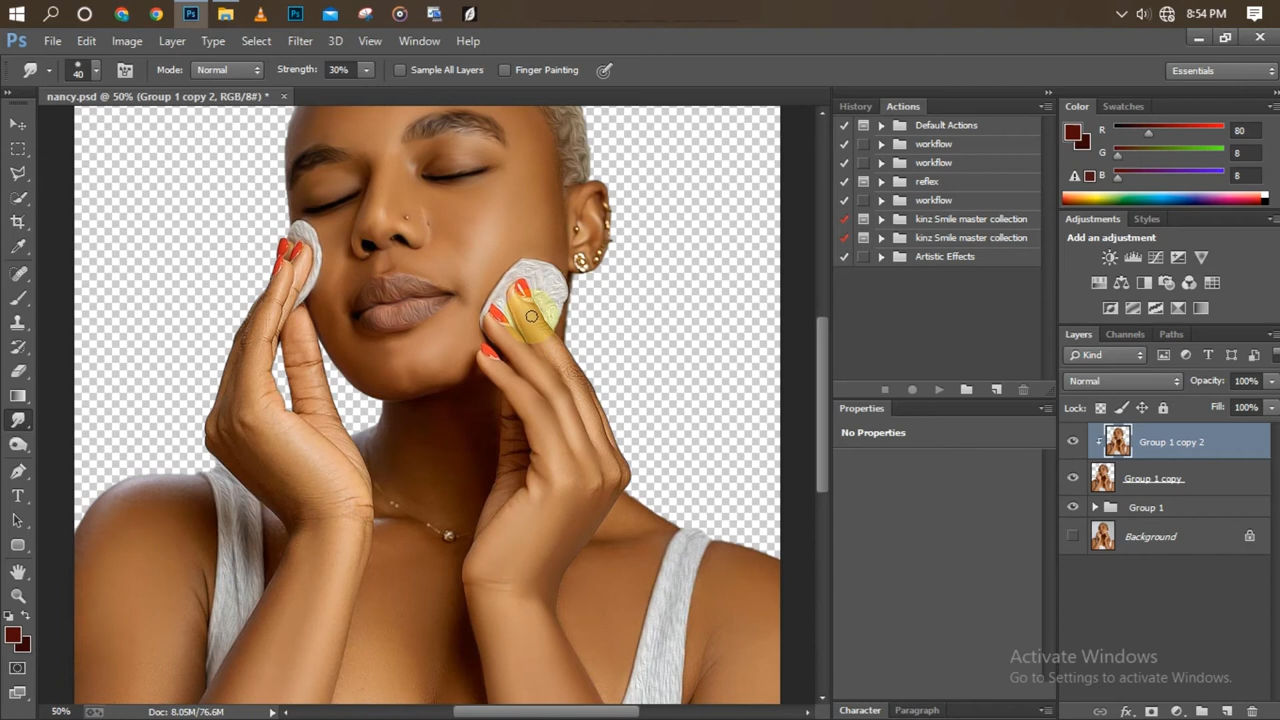 8:54 PM
Ps File Edit Image Layer Type Select Filter 3D View Window Help
40 Mode: Normal Strength: 30% Sample All Layers Finger Painting Essentials
nancy.psd @ 50% (Group 1 copy 2, RGB/8#) * ×
History Actions
Default Actions
workflow
workflow
reflex
workflow
kinz Smile master collection
kinz Smile master collection
Artistic Effects
Properties
No Properties
Character Paragraph
Color Swatches
R 80
G 8
B 8
Adjustments Styles
Add an adjustment
Layers Channels Paths
Kind
Normal Opacity: 100%
Lock: Fill: 100%
Group 1 copy 2
Group 1 copy
Group 1
Background
Activate Windows
Go to Settings to activate Windows.
50% Doc: 8.05M/76.6M